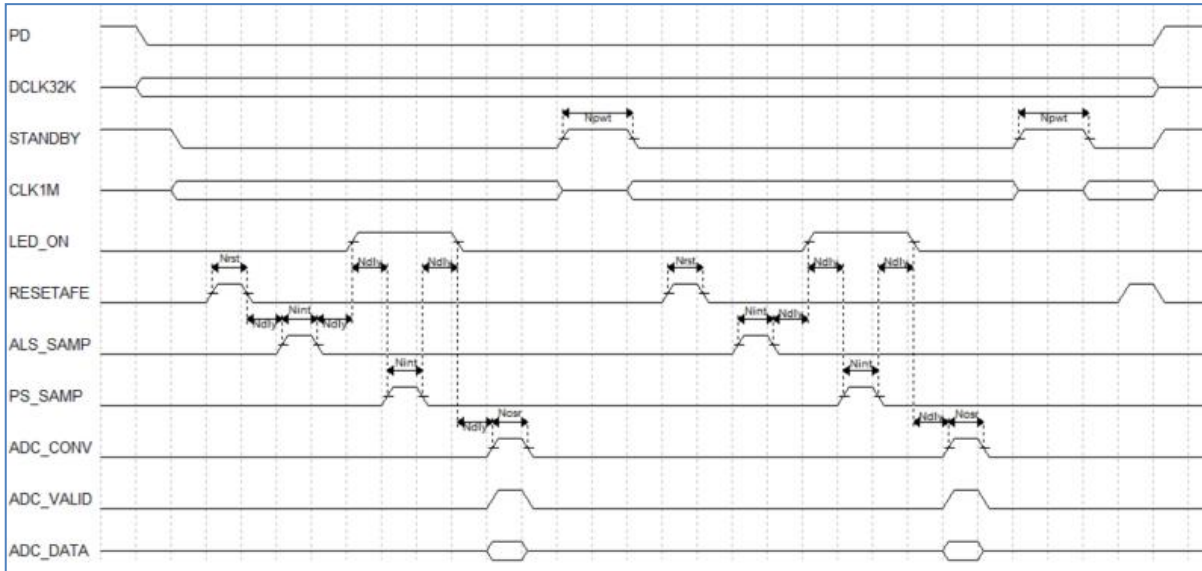 PD
DCLK32K
Npwt Npwt
STANDBY
CLK1M
LED_ON
Nrst Ndly Ndly Nrst Ndly Ndly
RESETAFE
Ndly Nint Ndly Nint Ndly
ALS_SAMP
Nint Nint
PS_SAMP
Ndly Nosr Ndly Nosr
ADC_CONV
ADC_VALID
ADC_DATA